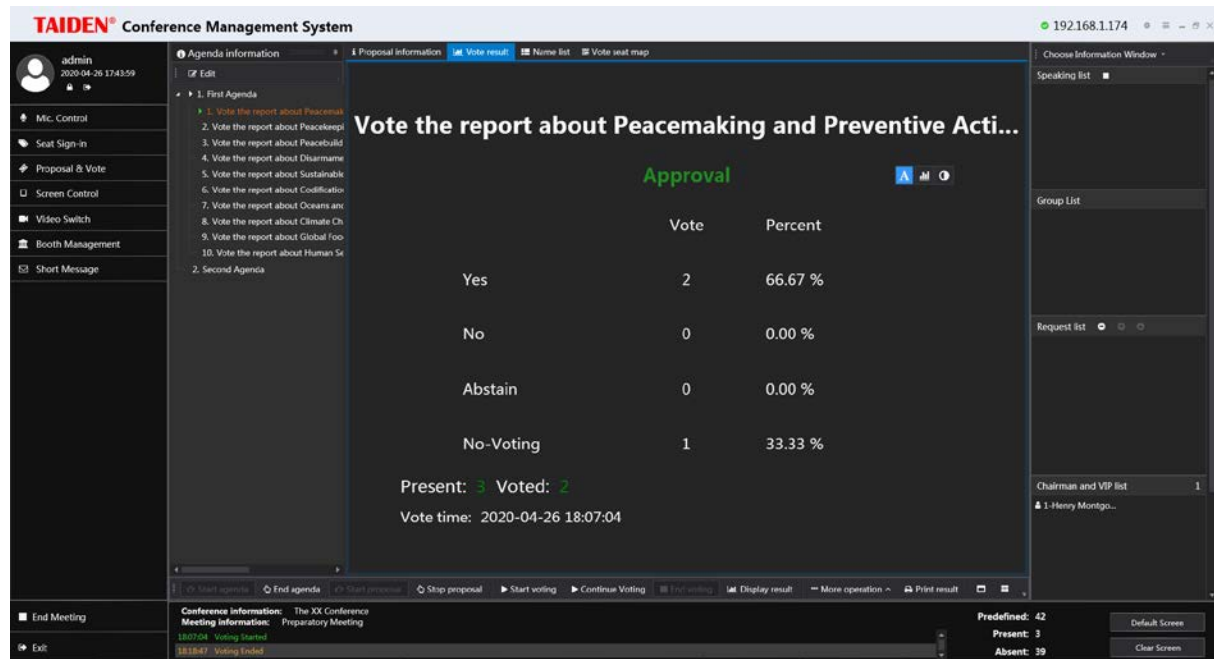 TAIDEN® Conference Management System
192.168.1.174
admin
2020-04-26 17:43:59
Mic. Control
Seat Sign-in
Proposal & Vote
Screen Control
Video Switch
Booth Management
Short Message
End Meeting
Exit
Agenda information
Edit
1. First Agenda
1. Vote the report about Peacemak
2. Vote the report about Peacekeepi
3. Vote the report about Peacebuild
4. Vote the report about Disarmame
5. Vote the report about Sustainable
6. Vote the report about Codification
7. Vote the report about Oceans and
8. Vote the report about Climate Ch
9. Vote the report about Global Foo
10. Vote the report about Human Se
2. Second Agenda
Proposal information Vote result Name list Vote seat map
Vote the report about Peacemaking and Preventive Acti...
Approval
A
Vote Percent
Yes 2 66.67 %
No 0 0.00 %
Abstain 0 0.00 %
No-Voting 1 33.33 %
Present: 3 Voted: 2
Vote time: 2020-04-26 18:07:04
Start agenda End agenda Start proposal Stop proposal Start voting Continue Voting End voting Display result More operation Print result
Choose Information Window
Speaking list
Group List
Request list
Chairman and VIP list 1
1-Henry Montgo...
Conference information: The XX Conference
Meeting information: Preparatory Meeting
18:07:04 Voting Started
18:18:47 Voting Ended
Predefined: 42
Present: 3
Absent: 39
Default Screen
Clear Screen